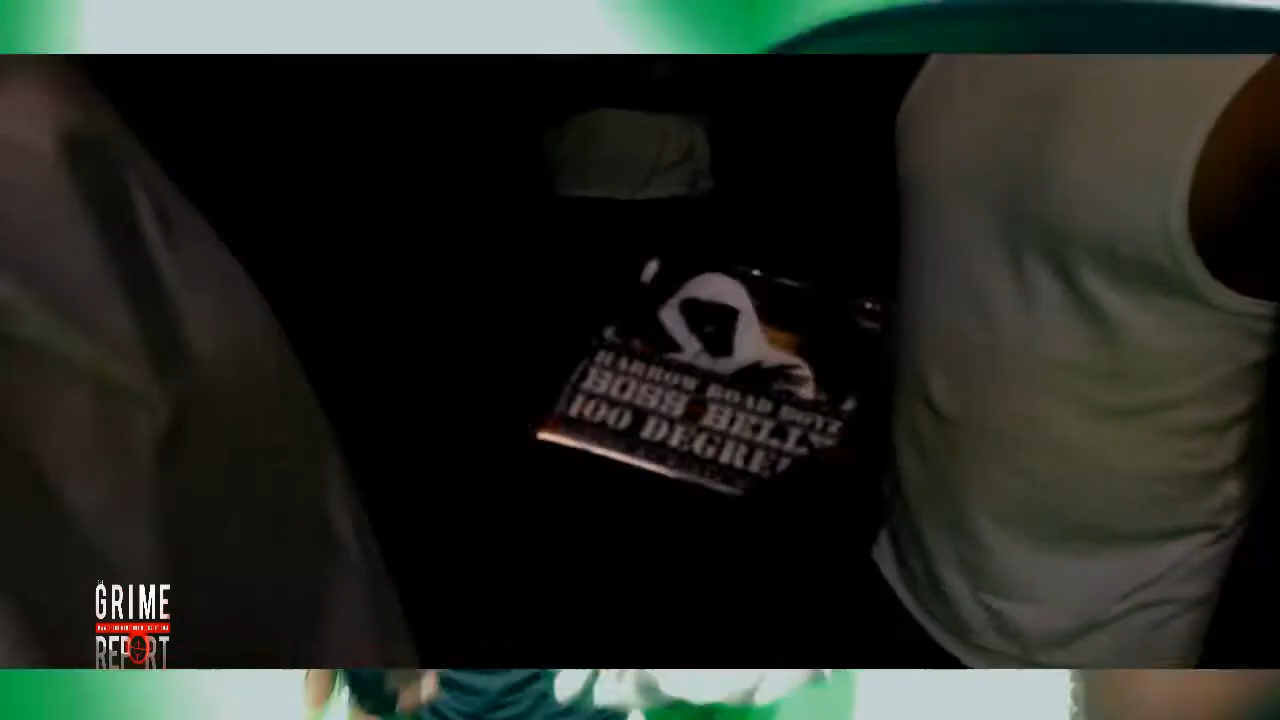 HARROW ROAD BOYZ
BOSS BELLY
100 DEGREE
GRIME
REPORT